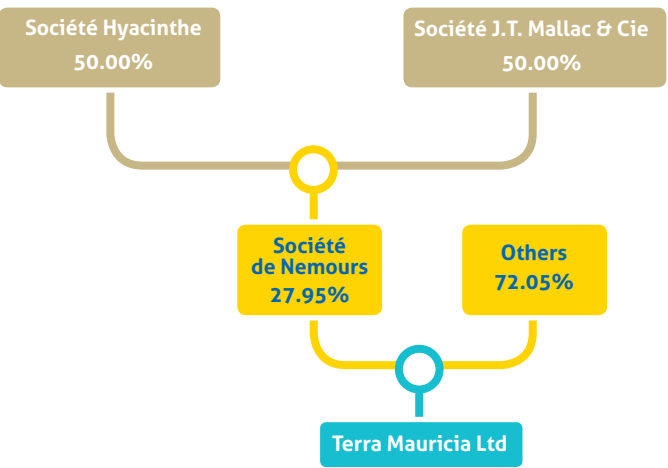 Société Hyacinthe
50.00%
Société J.T. Mallac & Cie
50.00%
Société
de Nemours
27.95%
Others
72.05%
Terra Mauricia Ltd